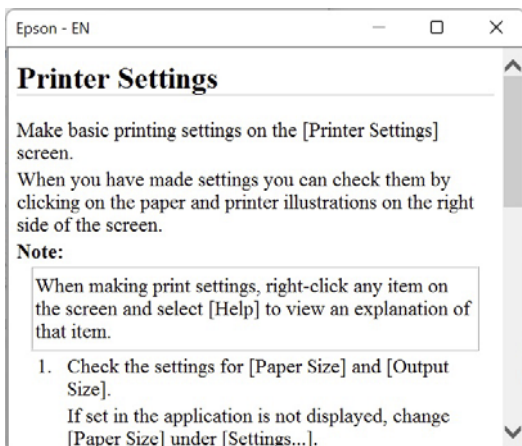 Epson - EN
Printer Settings
Make basic printing settings on the [Printer Settings]
screen.
When you have made settings you can check them by
clicking on the paper and printer illustrations on the right
side of the screen.
Note:
When making print settings, right-click any item on
the screen and select [Help] to view an explanation of
that item.
1. Check the settings for [Paper Size] and [Output
Size].
If set in the application is not displayed, change
[Paper Size] under [Settings...].